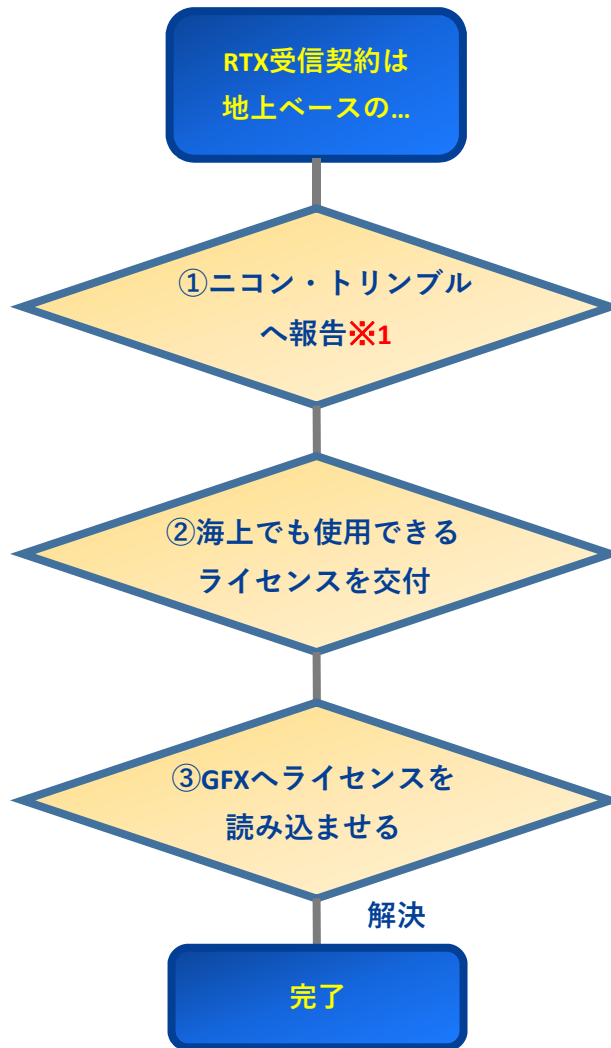 RTX受信契約は
地上ベースの...
①ニコン・トリンブル
へ報告※1
②海上でも使用できる
ライセンスを交付
③GFXへライセンスを
読み込ませる
解決
完了